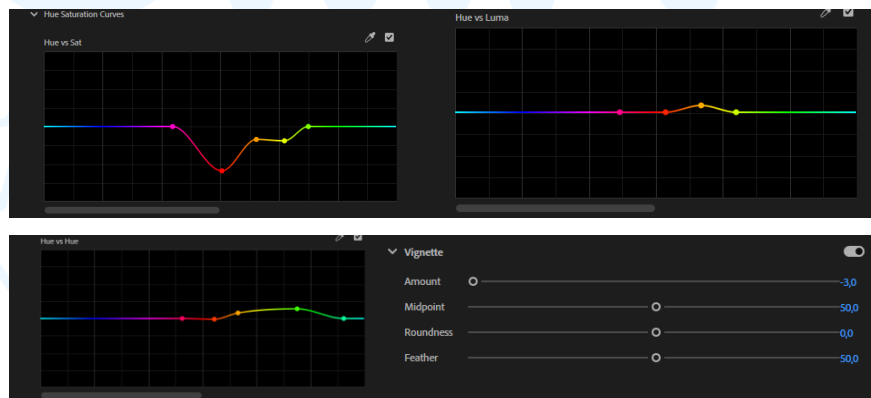 Hue Saturation Curves
Hue vs Sat
Hue vs Luma
Hue vs Hue
Vignette
Amount -3,0
Midpoint 50,0
Roundness 0,0
Feather 50,0